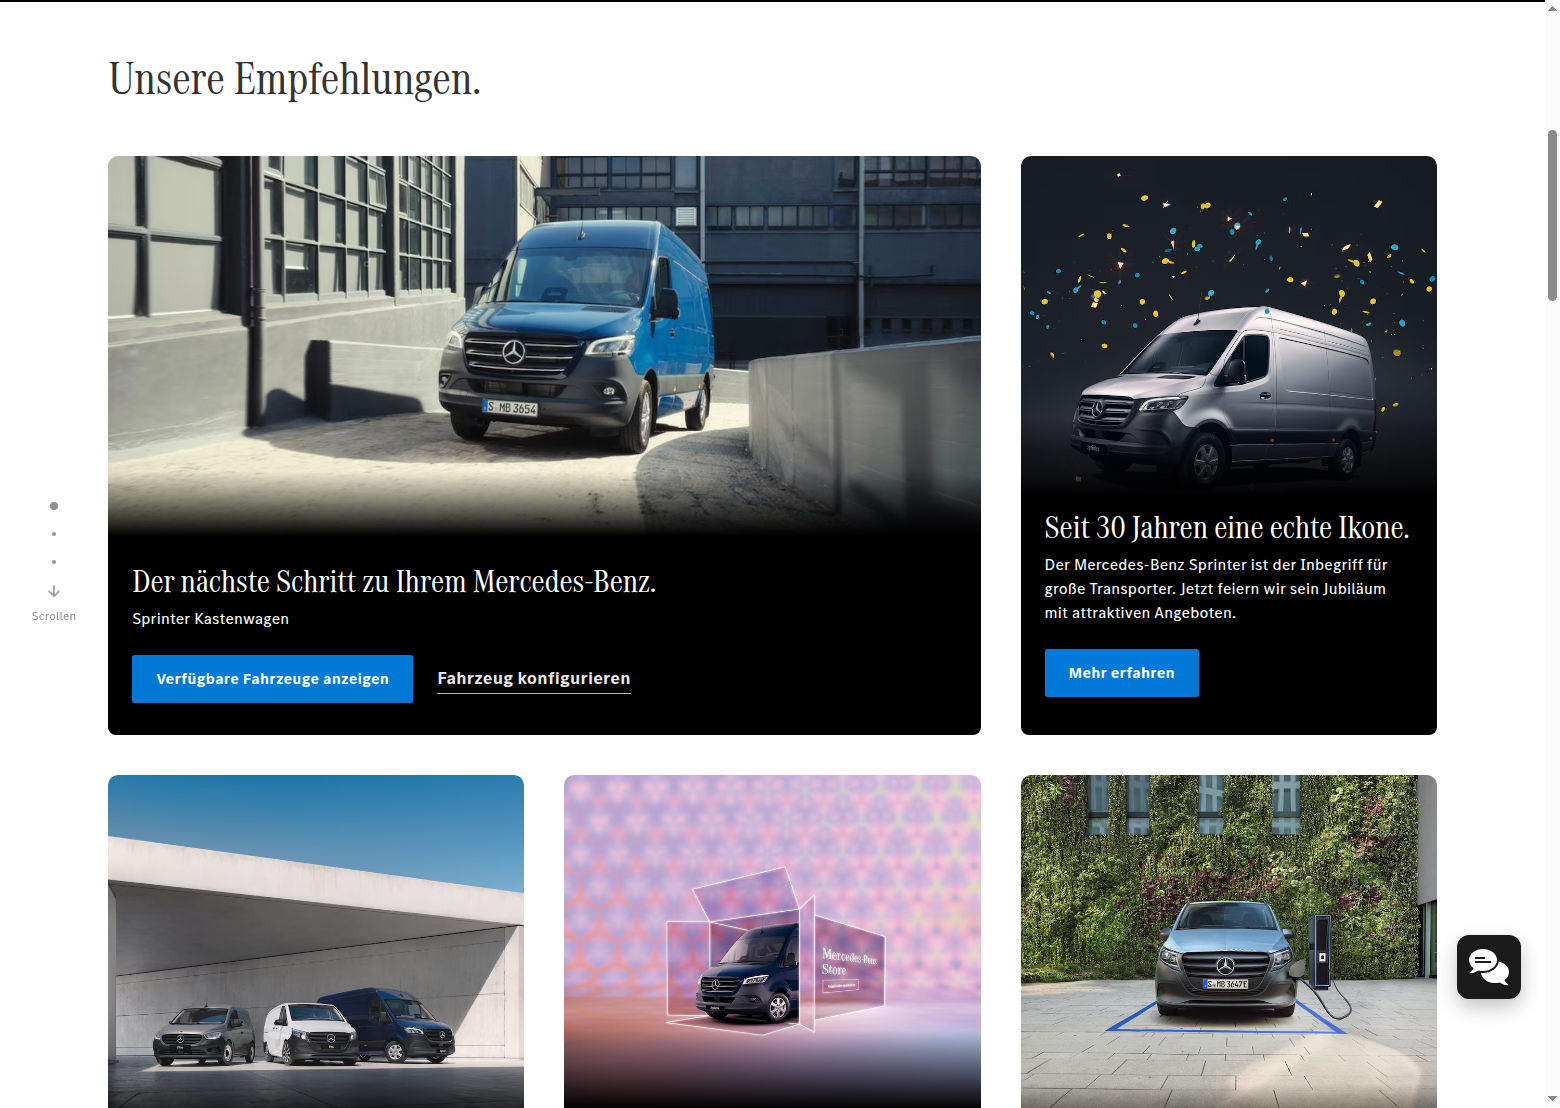 Unsere Empfehlungen.
S MB 3654
Der nächste Schritt zu Ihrem Mercedes-Benz.
Sprinter Kastenwagen
Verfügbare Fahrzeuge anzeigen
Fahrzeug konfigurieren
Seit 30 Jahren eine echte Ikone.
Der Mercedes-Benz Sprinter ist der Inbegriff für
große Transporter. Jetzt feiern wir sein Jubiläum
mit attraktiven Angeboten.
Mehr erfahren
Scrollen
Mercedes-Benz
Store
S MB 3647E